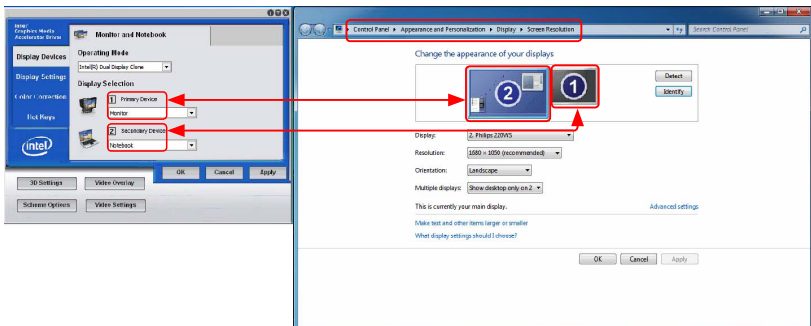 Intel®
Graphics Media
Accelerator Driver
Monitor and Notebook
Display Devices
Display Settings
Color Correction
Hot Keys
intel
Operating Mode
Intel(R) Dual Display Clone
Display Selection
1 Primary Device
Monitor
2 Secondary Device
Notebook
OK Cancel Apply
3D Settings Video Overlay
Scheme Options Video Settings
Control Panel ▸ Appearance and Personalization ▸ Display ▸ Screen Resolution
Search Control Panel
Change the appearance of your displays
2 1
Detect
Identify
Display: 2. Philips 220WS
Resolution: 1680 × 1050 (recommended)
Orientation: Landscape
Multiple displays: Show desktop only on 2
This is currently your main display.
Advanced settings
Make text and other items larger or smaller
What display settings should I choose?
OK Cancel Apply